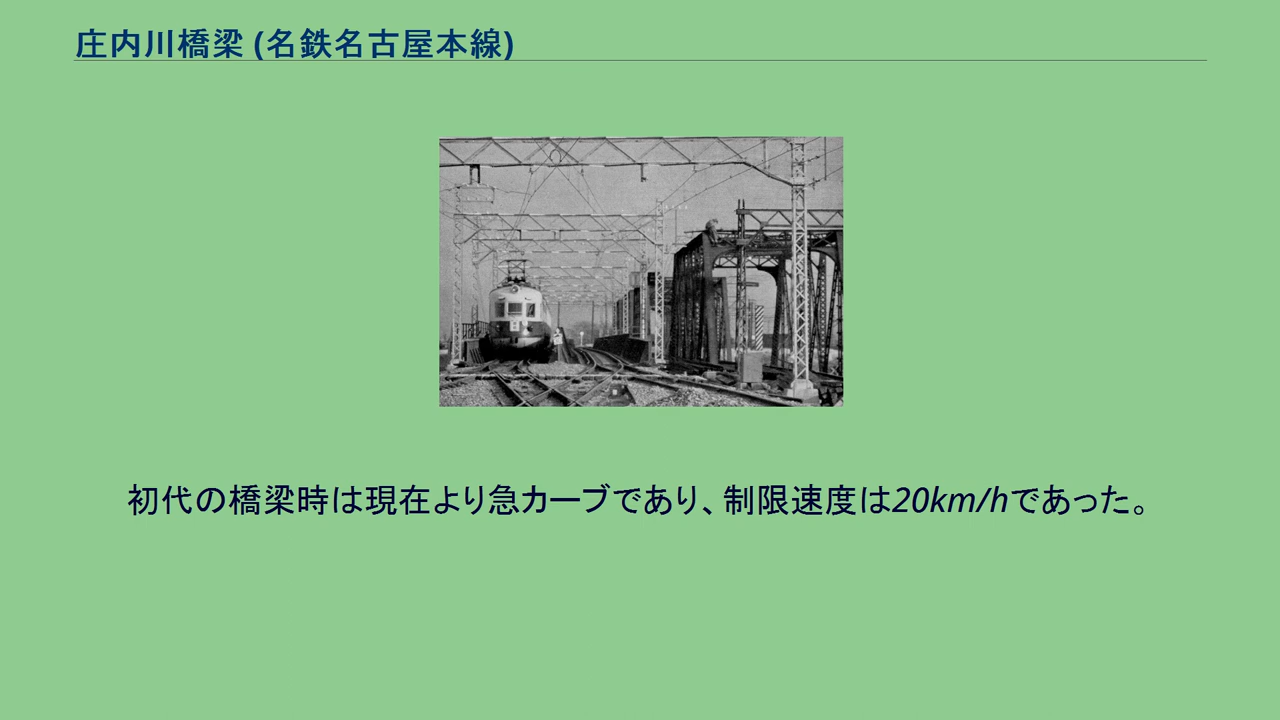 庄内川橋梁 (名鉄名古屋本線)
初代の橋梁時は現在より急カーブであり、制限速度は20km/hであった。